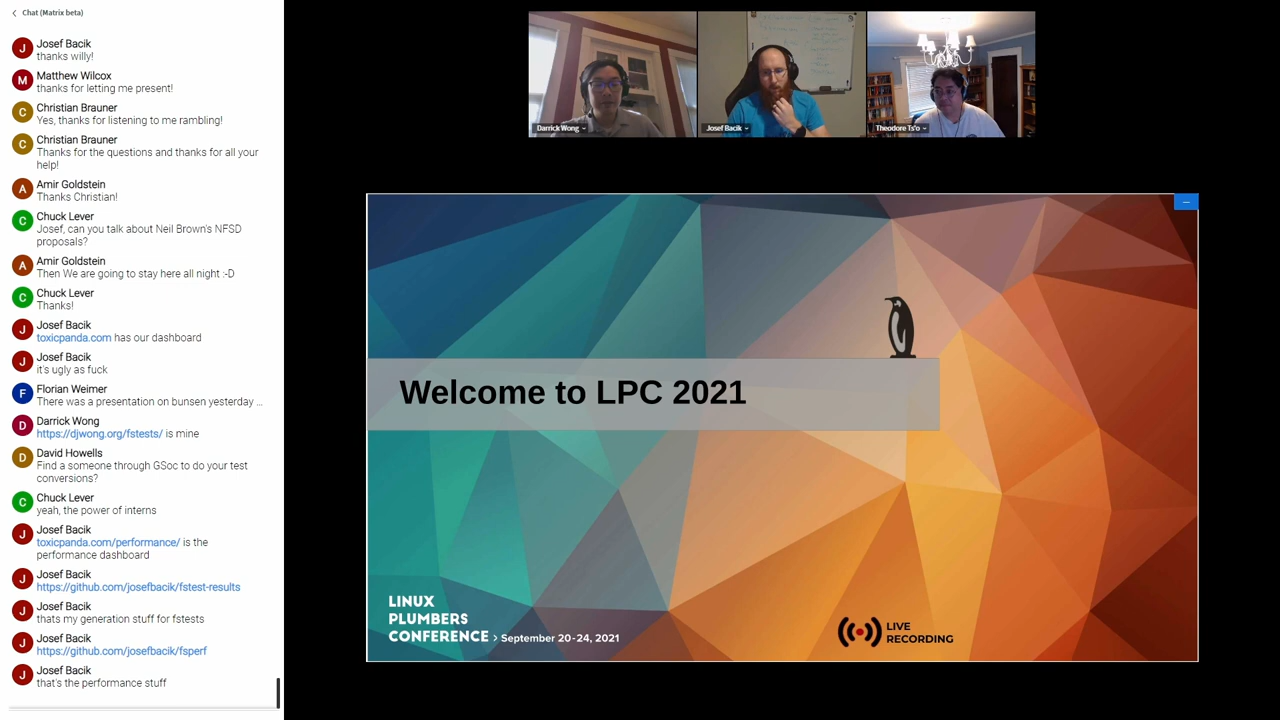 Chat (Matrix beta)
J
Josef Bacik
thanks willy!
M
Matthew Wilcox
thanks for letting me present!
C
Christian Brauner
Yes, thanks for listening to me rambling!
C
Christian Brauner
Thanks for the questions and thanks for all your
help!
A
Amir Goldstein
Thanks Christian!
C
Chuck Lever
Josef, can you talk about Neil Brown's NFSD
proposals?
A
Amir Goldstein
Then We are going to stay here all night :-D
C
Chuck Lever
Thanks!
J
Josef Bacik
toxicpanda.com has our dashboard
J
Josef Bacik
it's ugly as fuck
F
Florian Weimer
There was a presentation on bunsen yesterday ...
D
Darrick Wong
https://djwong.org/fstests/ is mine
D
David Howells
Find a someone through GSoc to do your test
conversions?
C
Chuck Lever
yeah, the power of interns
J
Josef Bacik
toxicpanda.com/performance/ is the
performance dashboard
J
Josef Bacik
https://github.com/josefbacik/fstest-results
J
Josef Bacik
thats my generation stuff for fstests
J
Josef Bacik
https://github.com/josefbacik/fsperf
J
Josef Bacik
that's the performance stuff
Darrick Wong
Josef Bacik
Theodore Ts'o
Welcome to LPC 2021
LINUX
PLUMBERS
CONFERENCE > September 20-24, 2021
LIVE
RECORDING